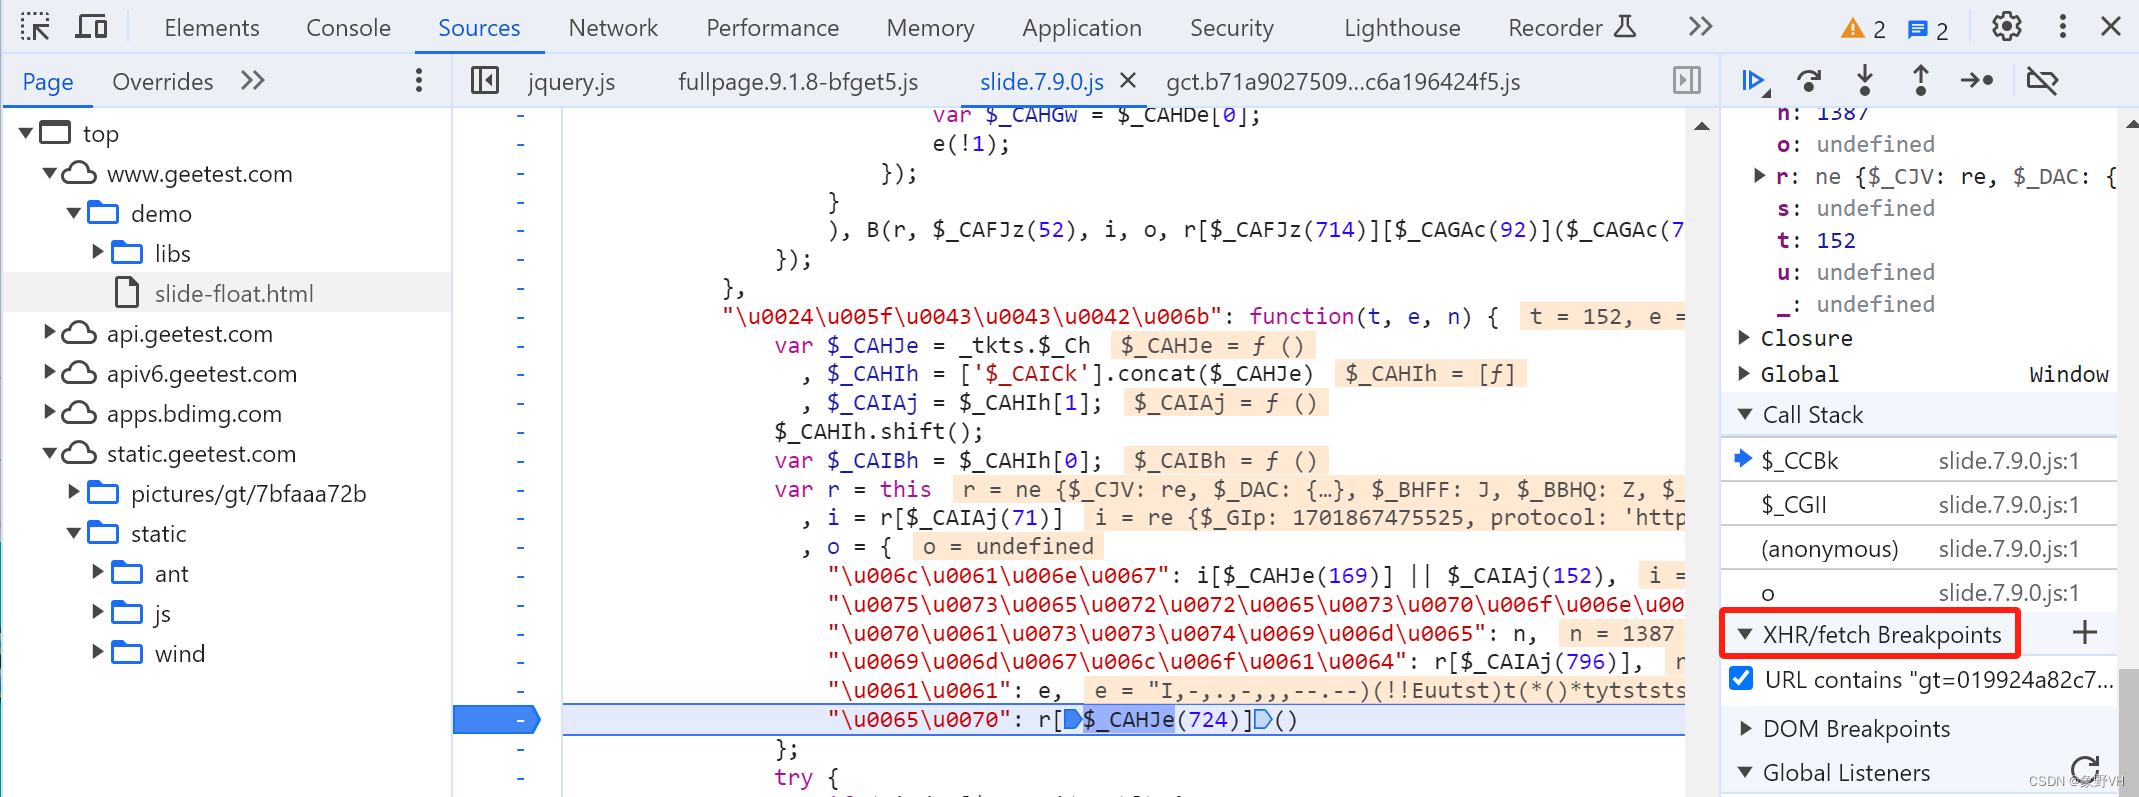 Elements Console Sources Network Performance Memory Application Security Lighthouse Recorder 2 2
Page Overrides
jquery.js fullpage.9.1.8-bfget5.js slide.7.9.0.js gct.b71a9027509...c6a196424f5.js
top
www.geetest.com
demo
libs
slide-float.html
api.geetest.com
apiv6.geetest.com
apps.bdimg.com
static.geetest.com
pictures/gt/7bfaaa72b
static
ant
js
wind
var $_CAHGw = $_CAHDe[0];
e(!1);
});
}
), B(r, $_CAFJz(52), i, o, r[$_CAFJz(714)][$_CAGAc(92)]($_CAGAc(7
});
},
"\u0024\u005f\u0043\u0043\u0042\u006b": function(t, e, n) { t = 152, e =
var $_CAHJe = _tkts.$_Ch $_CAHJe = ƒ ()
, $_CAHIh = ['$_CAICk'].concat($_CAHJe) $_CAHIh = [ƒ]
, $_CAIAj = $_CAHIh[1]; $_CAIAj = ƒ ()
$_CAHIh.shift();
var $_CAIBh = $_CAHIh[0]; $_CAIBh = ƒ ()
var r = this r = ne {$_CJV: re, $_DAC: {…}, $_BHFF: J, $_BBHQ: Z, $_
, i = r[$_CAIAj(71)] i = re {$_GIp: 1701867475525, protocol: 'http
, o = { o = undefined
"\u006c\u0061\u006e\u0067": i[$_CAHJe(169)] || $_CAIAj(152), i =
"\u0075\u0073\u0065\u0072\u0072\u0065\u0073\u0070\u006f\u006e\u00
"\u0070\u0061\u0073\u0073\u0074\u0069\u006d\u0065": n, n = 1387
"\u0069\u006d\u0067\u006c\u006f\u0061\u0064": r[$_CAIAj(796)], r
"\u0061\u0061": e, e = "I,-,.,-,,,--.--)(!!Euutst)t(*()*tytststs
"\u0065\u0070": r[$_CAHJe(724)]()
};
try {
n: 1387
o: undefined
r: ne {$_CJV: re, $_DAC: {
s: undefined
t: 152
u: undefined
_: undefined
Closure
Global Window
Call Stack
$_CCBk slide.7.9.0.js:1
$_CGII slide.7.9.0.js:1
(anonymous) slide.7.9.0.js:1
o slide.7.9.0.js:1
XHR/fetch Breakpoints
URL contains "gt=019924a82c7...
DOM Breakpoints
Global Listeners
CSDN @象野VH